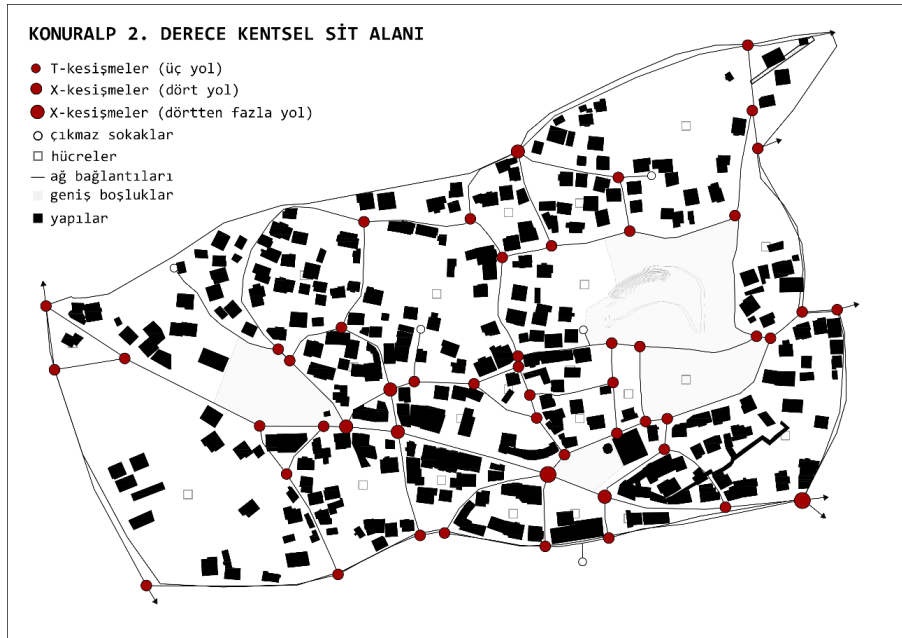 KONURALP 2. DERECE KENTSEL SİT ALANI
T-kesişmeler (üç yol)
X-kesişmeler (dört yol)
X-kesişmeler (dörtten fazla yol)
çıkmaz sokaklar
hücreler
ağ bağlantıları
geniş boşluklar
yapılar